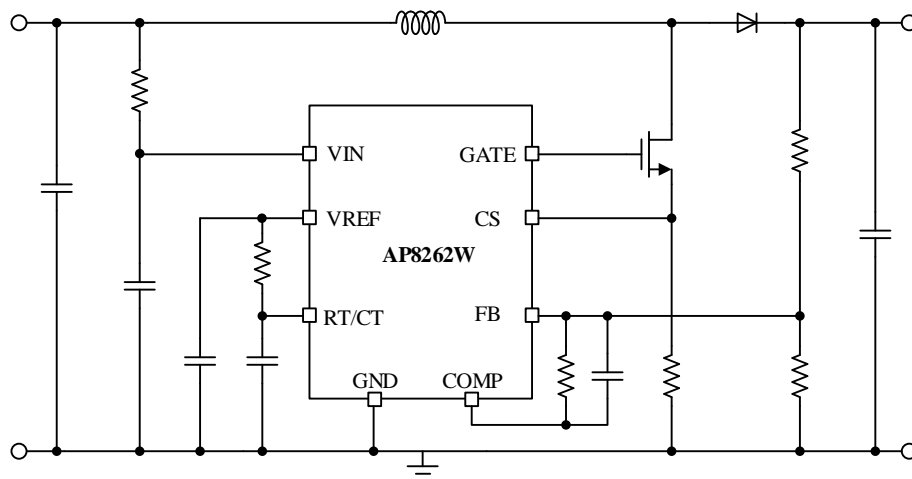 VIN
GATE
VREF
CS
AP8262W
RT/CT
FB
GND
COMP